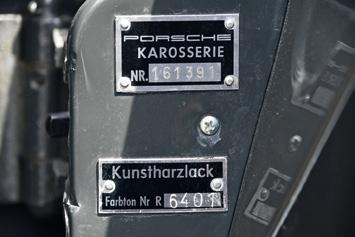 PORSCHE
KAROSSERIE
NR. 161391
Kunstharzlack
Farbton Nr R 6401